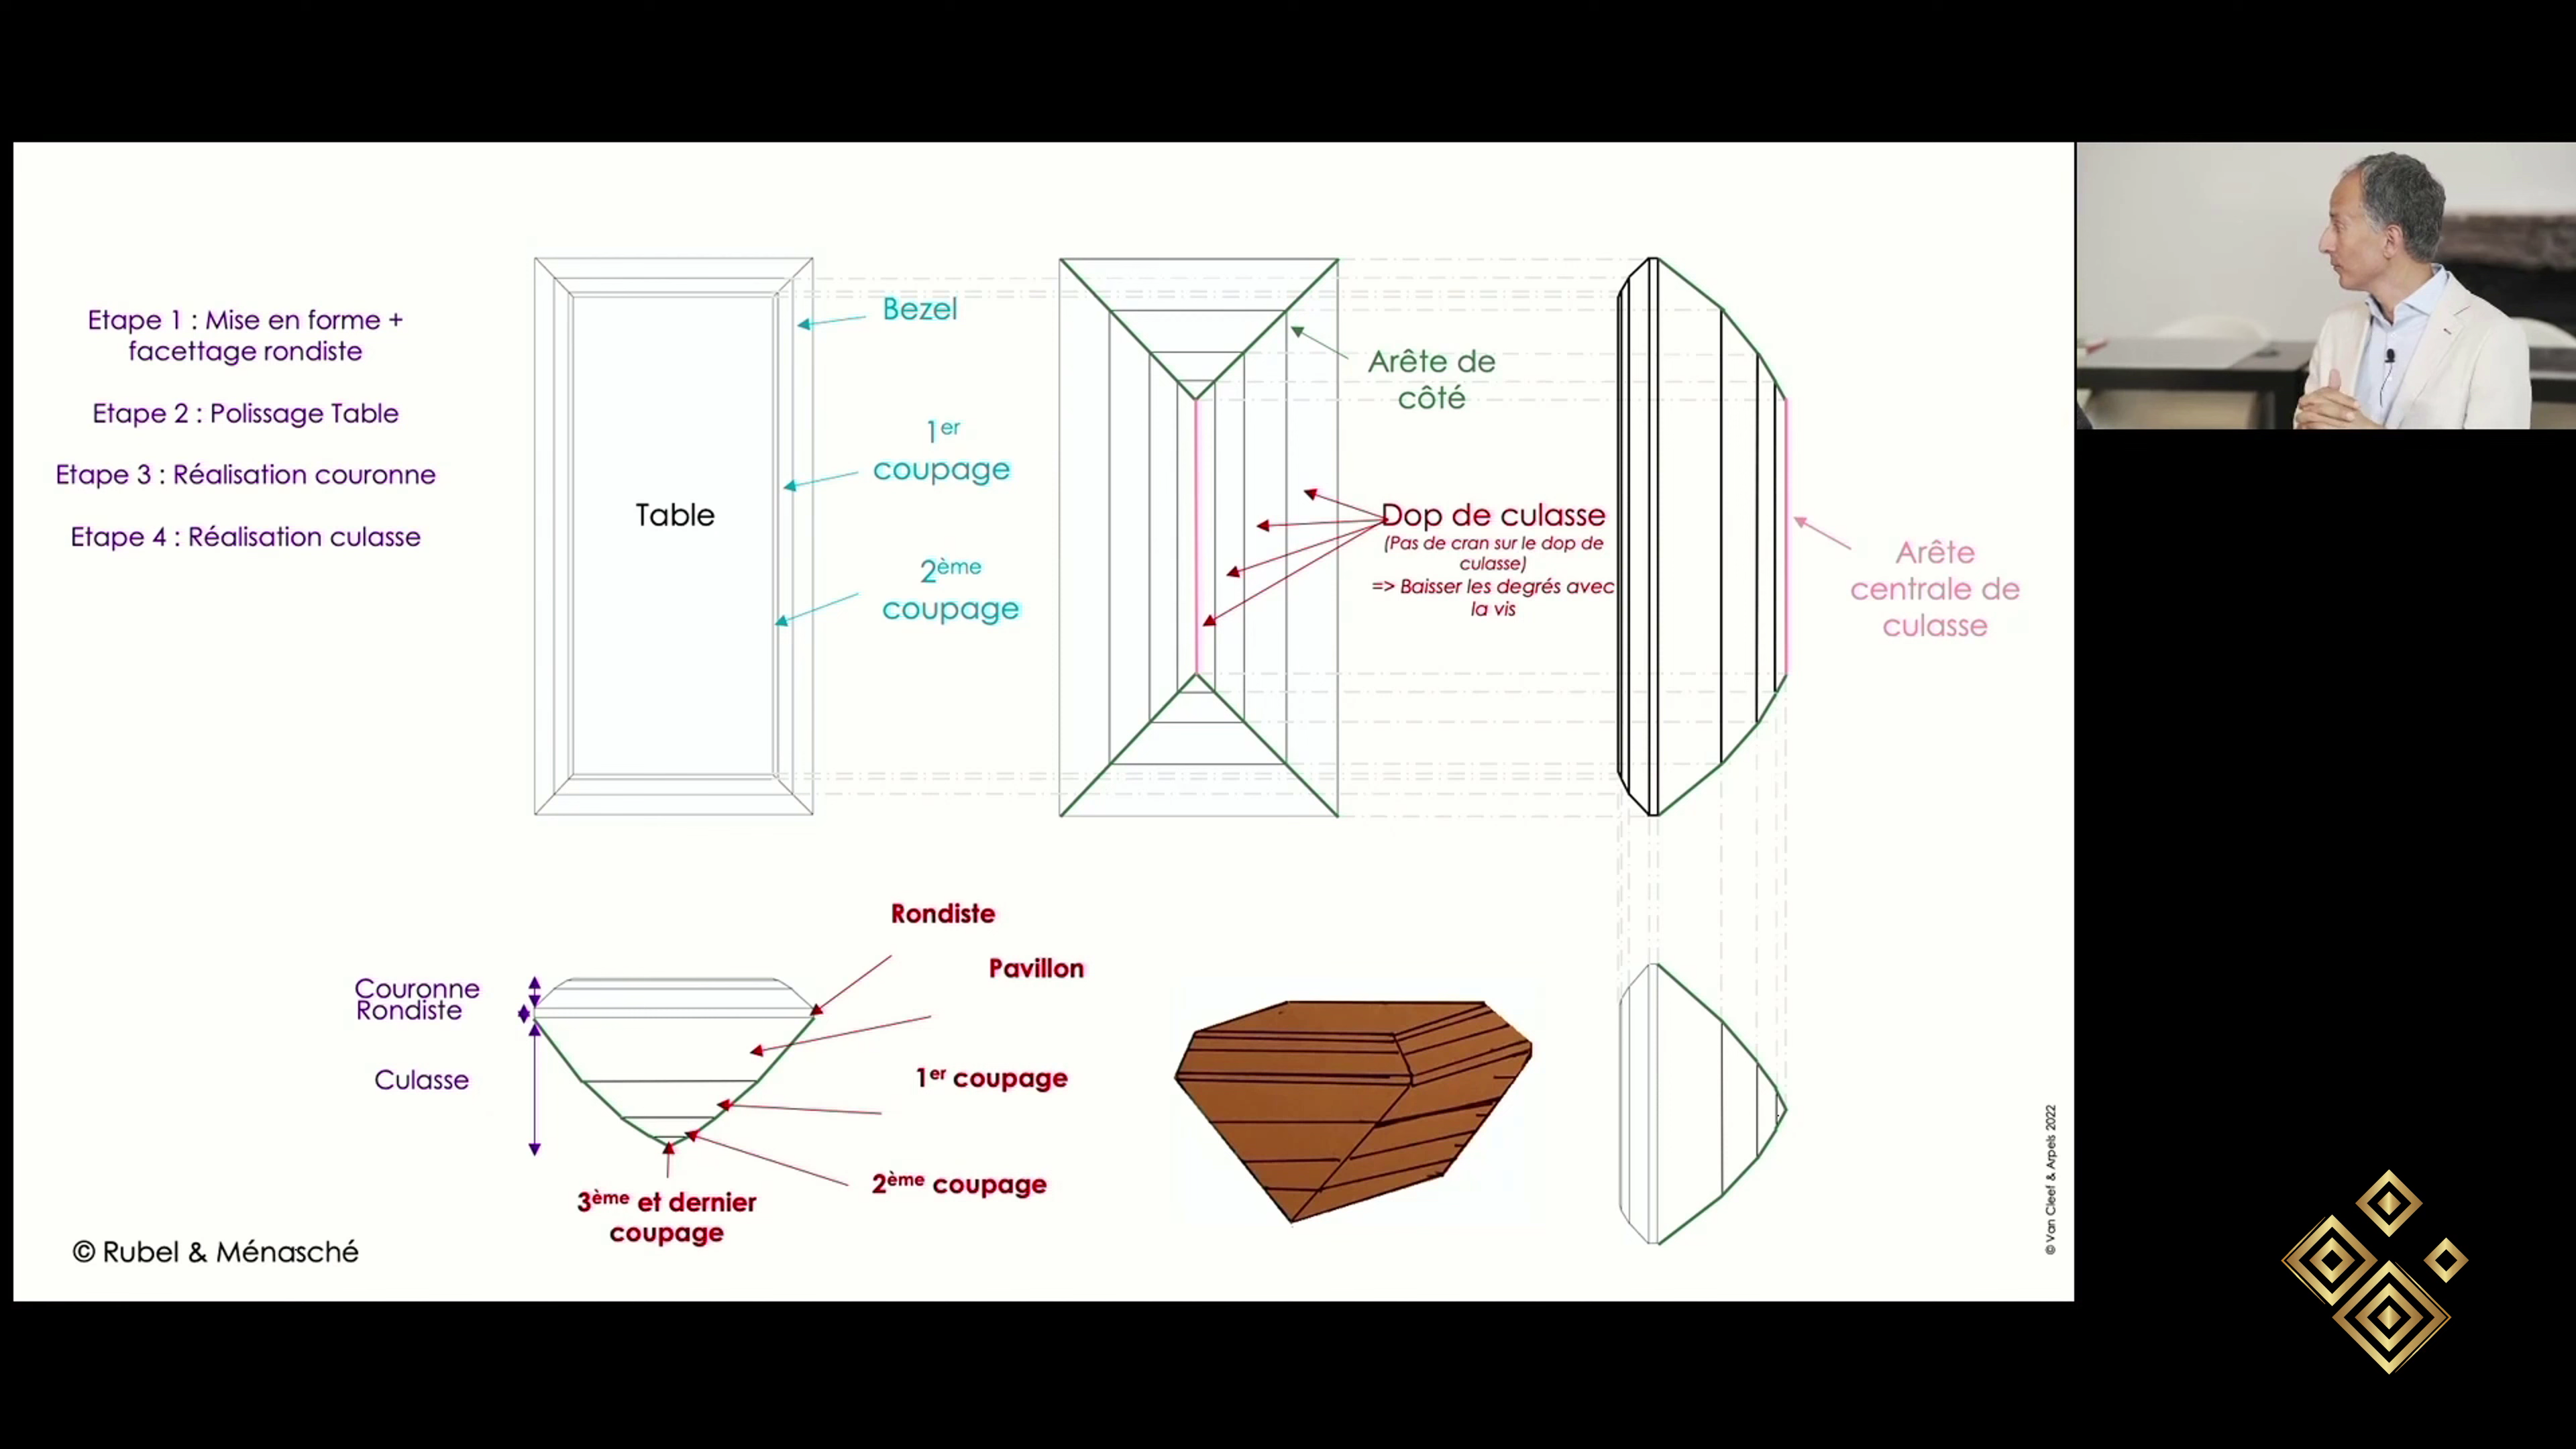 Etape 1 : Mise en forme +
facettage rondiste
Etape 2 : Polissage Table
Etape 3 : Réalisation couronne
Etape 4 : Réalisation culasse
Table
Bezel
1er
coupage
2ème
coupage
Arête de
côté
Dop de culasse
(Pas de cran sur le dop de
culasse)
=> Baisser les degrés avec
la vis
Arête
centrale de
culasse
Couronne
Rondiste
Culasse
Rondiste
Pavillon
1er coupage
2ème coupage
3ème et dernier
coupage
© Rubel & Ménasché
© Van Cleef & Arpels 2022